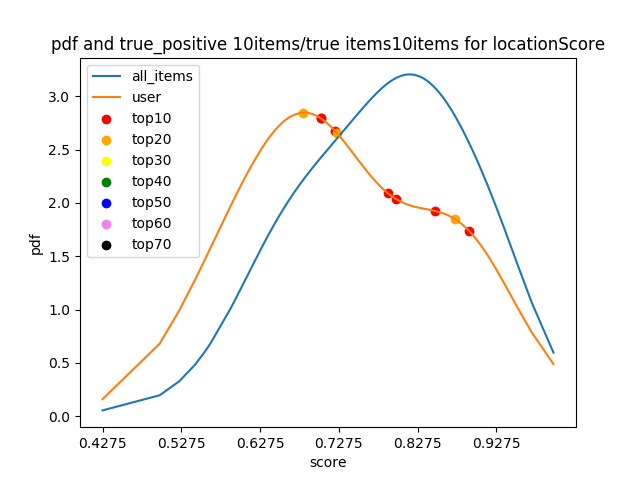 pdf and true_positive 10items/true items10items for locationScore
all_items
user
top10
top20
top30
top40
top50
top60
top70
3.0
2.5
2.0
1.5
1.0
0.5
0.0
pdf
0.4275 0.5275 0.6275 0.7275 0.8275 0.9275
score